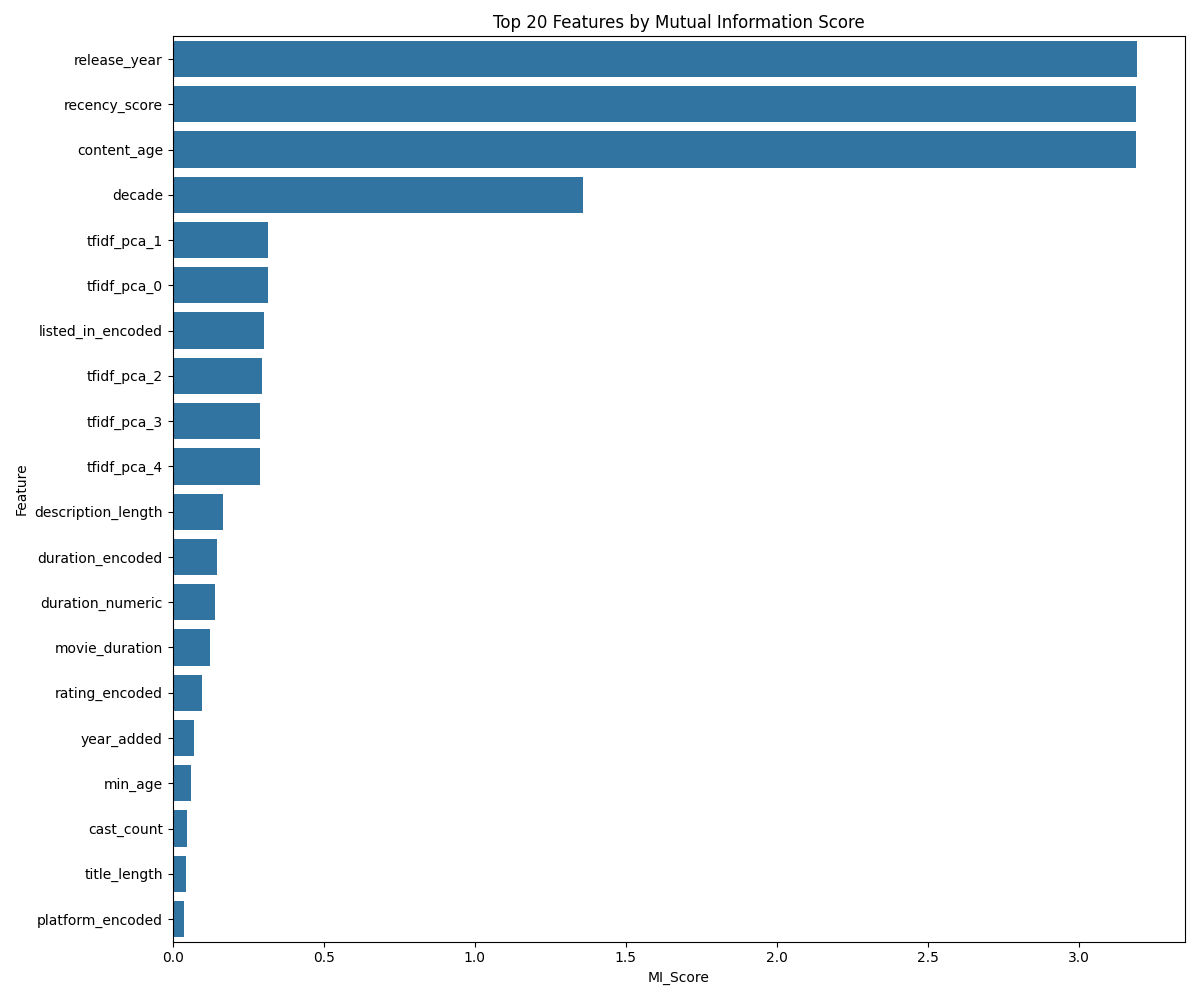 Top 20 Features by Mutual Information Score
release_year
recency_score
content_age
decade
tfidf_pca_1
tfidf_pca_0
listed_in_encoded
tfidf_pca_2
tfidf_pca_3
tfidf_pca_4
description_length
duration_encoded
duration_numeric
movie_duration
rating_encoded
year_added
min_age
cast_count
title_length
platform_encoded
Feature
0.0 0.5 1.0 1.5 2.0 2.5 3.0
MI_Score